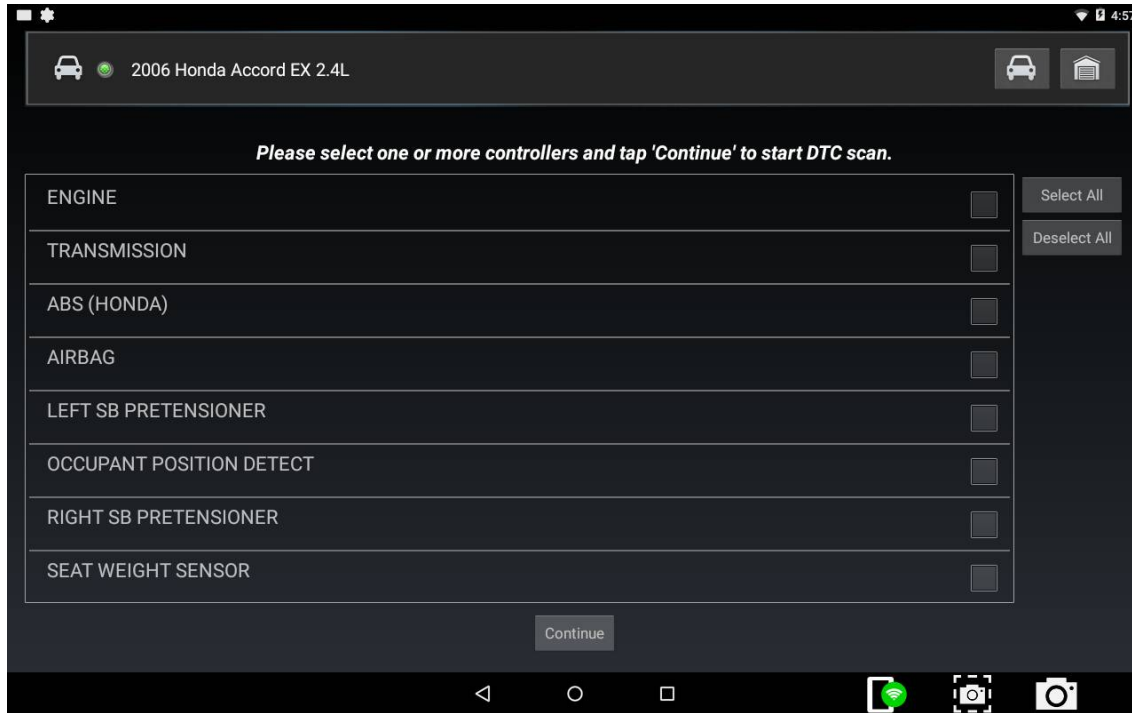 4:57
2006 Honda Accord EX 2.4L
Please select one or more controllers and tap 'Continue' to start DTC scan.
ENGINE
Select All
TRANSMISSION
Deselect All
ABS (HONDA)
AIRBAG
LEFT SB PRETENSIONER
OCCUPANT POSITION DETECT
RIGHT SB PRETENSIONER
SEAT WEIGHT SENSOR
Continue